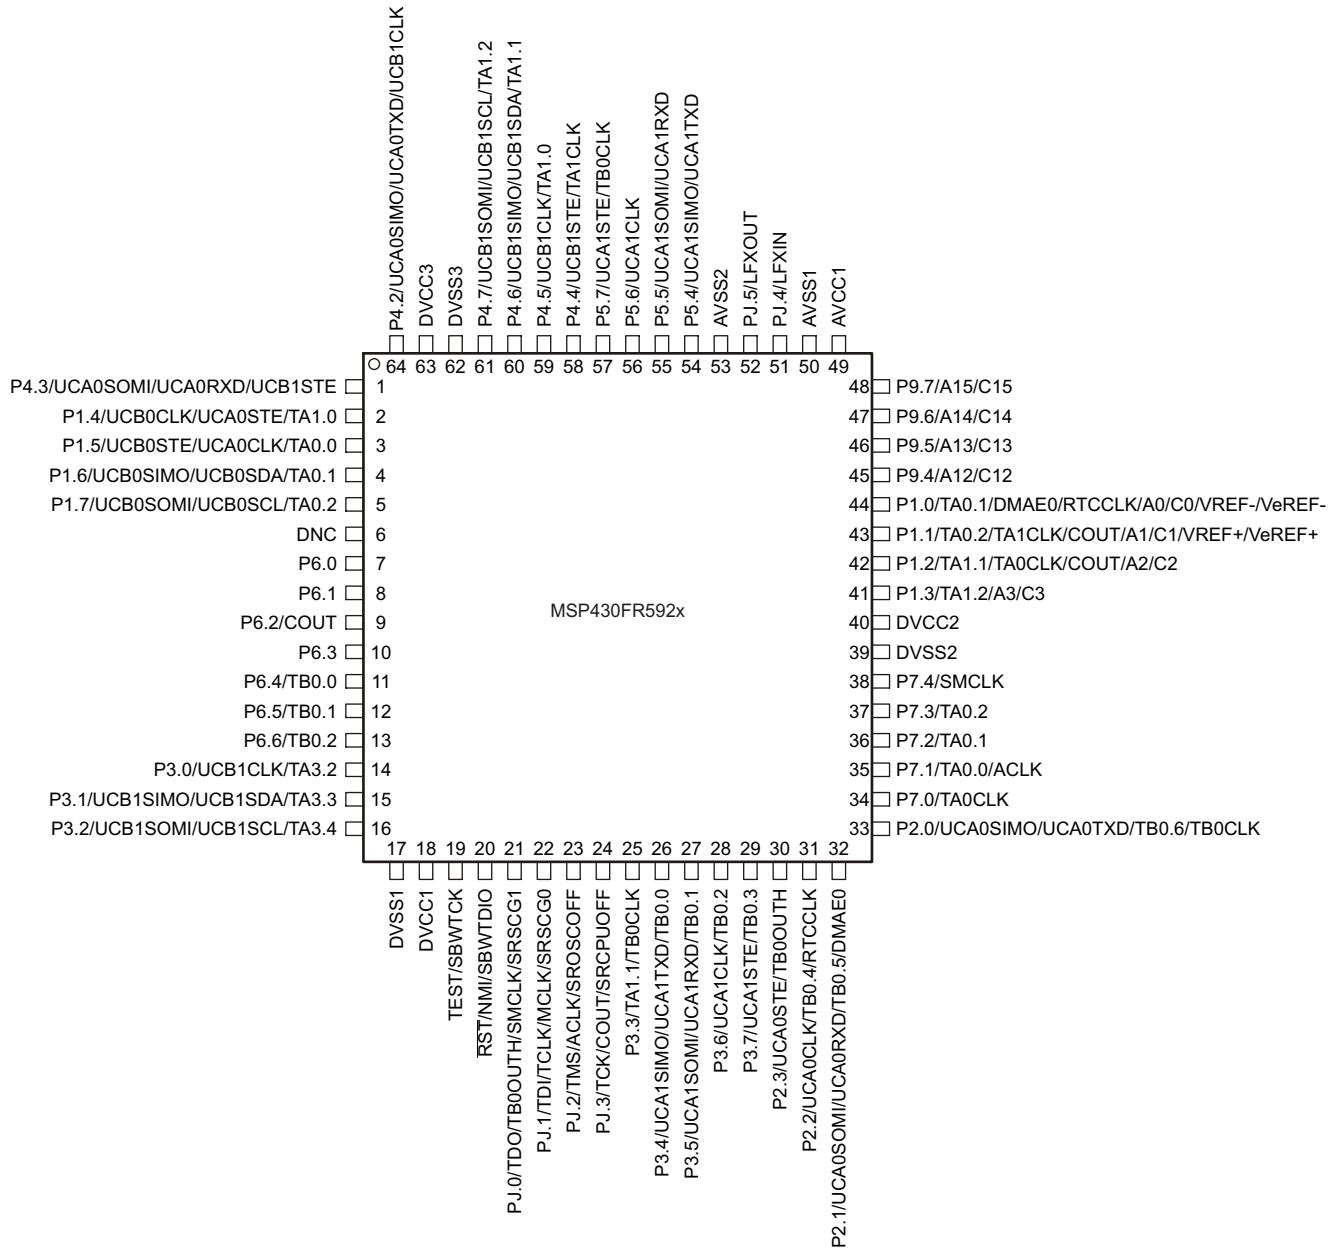 P4.2/UCA0SIMO/UCA0TXD/UCB1CLK
DVCC3
DVSS3
P4.7/UCB1SOMI/UCB1SCL/TA1.2
P4.6/UCB1SIMO/UCB1SDA/TA1.1
P4.5/UCB1CLK/TA1.0
P4.4/UCB1STE/TA1CLK
P5.7/UCA1STE/TB0CLK
P5.6/UCA1CLK
P5.5/UCA1SOMI/UCA1RXD
P5.4/UCA1SIMO/UCA1TXD
AVSS2
PJ.5/LFXOUT
PJ.4/LFXIN
AVSS1
AVCC1
64 63 62 61 60 59 58 57 56 55 54 53 52 51 50 49
P4.3/UCA0SOMI/UCA0RXD/UCB1STE 1
P1.4/UCB0CLK/UCA0STE/TA1.0 2
P1.5/UCB0STE/UCA0CLK/TA0.0 3
P1.6/UCB0SIMO/UCB0SDA/TA0.1 4
P1.7/UCB0SOMI/UCB0SCL/TA0.2 5
DNC 6
P6.0 7
P6.1 8
P6.2/COUT 9
P6.3 10
P6.4/TB0.0 11
P6.5/TB0.1 12
P6.6/TB0.2 13
P3.0/UCB1CLK/TA3.2 14
P3.1/UCB1SIMO/UCB1SDA/TA3.3 15
P3.2/UCB1SOMI/UCB1SCL/TA3.4 16
MSP430FR592x
48 P9.7/A15/C15
47 P9.6/A14/C14
46 P9.5/A13/C13
45 P9.4/A12/C12
44 P1.0/TA0.1/DMAE0/RTCCLK/A0/C0/VREF-/VeREF-
43 P1.1/TA0.2/TA1CLK/COUT/A1/C1/VREF+/VeREF+
42 P1.2/TA1.1/TA0CLK/COUT/A2/C2
41 P1.3/TA1.2/A3/C3
40 DVCC2
39 DVSS2
38 P7.4/SMCLK
37 P7.3/TA0.2
36 P7.2/TA0.1
35 P7.1/TA0.0/ACLK
34 P7.0/TA0CLK
33 P2.0/UCA0SIMO/UCA0TXD/TB0.6/TB0CLK
17 18 19 20 21 22 23 24 25 26 27 28 29 30 31 32
DVSS1
DVCC1
TEST/SBWTCK
RST/NMI/SBWTDIO
PJ.0/TDO/TB0OUTH/SMCLK/SRSCG1
PJ.1/TDI/TCLK/MCLK/SRSCG0
PJ.2/TMS/ACLK/SROSCOFF
PJ.3/TCK/COUT/SRCPUOFF
P3.3/TA1.1/TB0CLK
P3.4/UCA1SIMO/UCA1TXD/TB0.0
P3.5/UCA1SOMI/UCA1RXD/TB0.1
P3.6/UCA1CLK/TB0.2
P3.7/UCA1STE/TB0.3
P2.3/UCA0STE/TB0OUTH
P2.2/UCA0CLK/TB0.4/RTCCLK
P2.1/UCA0SOMI/UCA0RXD/TB0.5/DMAE0